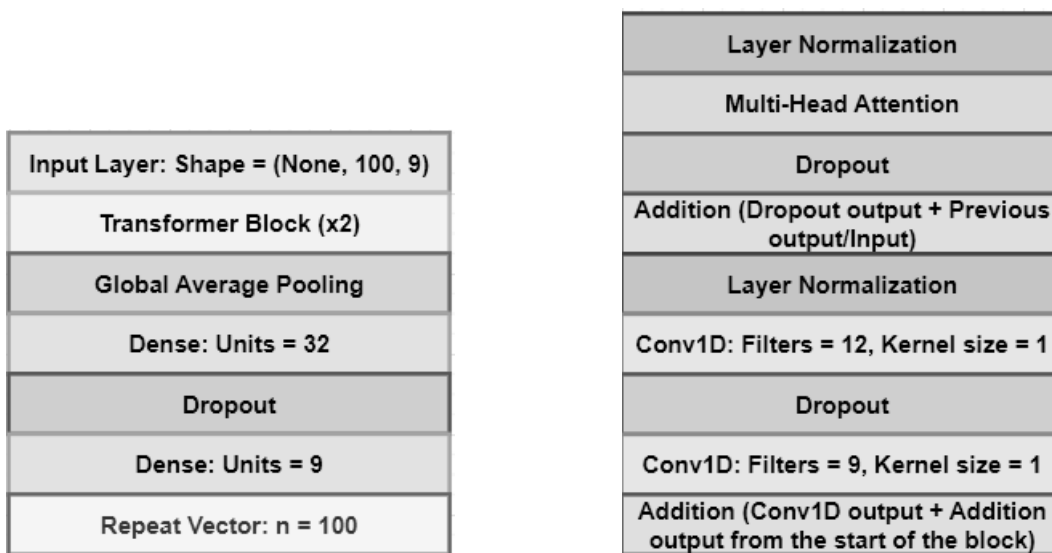 Input Layer: Shape = (None, 100, 9)
Transformer Block (x2)
Global Average Pooling
Dense: Units = 32
Dropout
Dense: Units = 9
Repeat Vector: n = 100
Layer Normalization
Multi-Head Attention
Dropout
Addition (Dropout output + Previous
output/Input)
Layer Normalization
Conv1D: Filters = 12, Kernel size = 1
Dropout
Conv1D: Filters = 9, Kernel size = 1
Addition (Conv1D output + Addition
output from the start of the block)